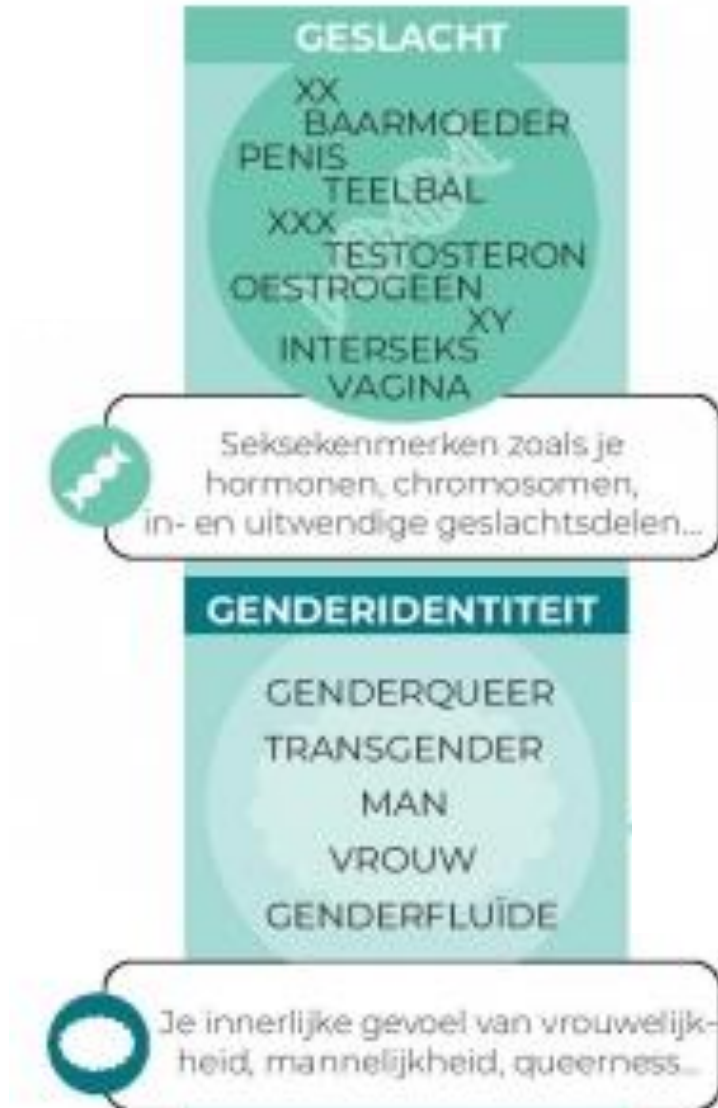 GESLACHT
XX
BAARMOEDER
PENIS
TEELBAL
XXX
TESTOSTERON
OESTROGEEN
XY
INTERSEKS
VAGINA
Seksekenmerken zoals je
hormonen, chromosomen,
in- en uitwendige geslachtsdelen...
GENDERIDENTITEIT
GENDERQUEER
TRANSGENDER
MAN
VROUW
GENDERFLUÏDE
Je innerlijke gevoel van vrouwelijk-
heid, mannelijkheid, queerness...